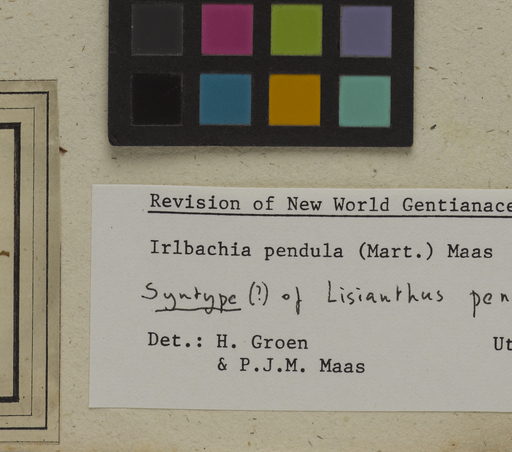 Revision of New World Gentianace
Irlbachia pendula (Mart.) Maas
Syntype (?) of Lisianthus pen
Det.: H. Groen Ut
& P.J.M. Maas